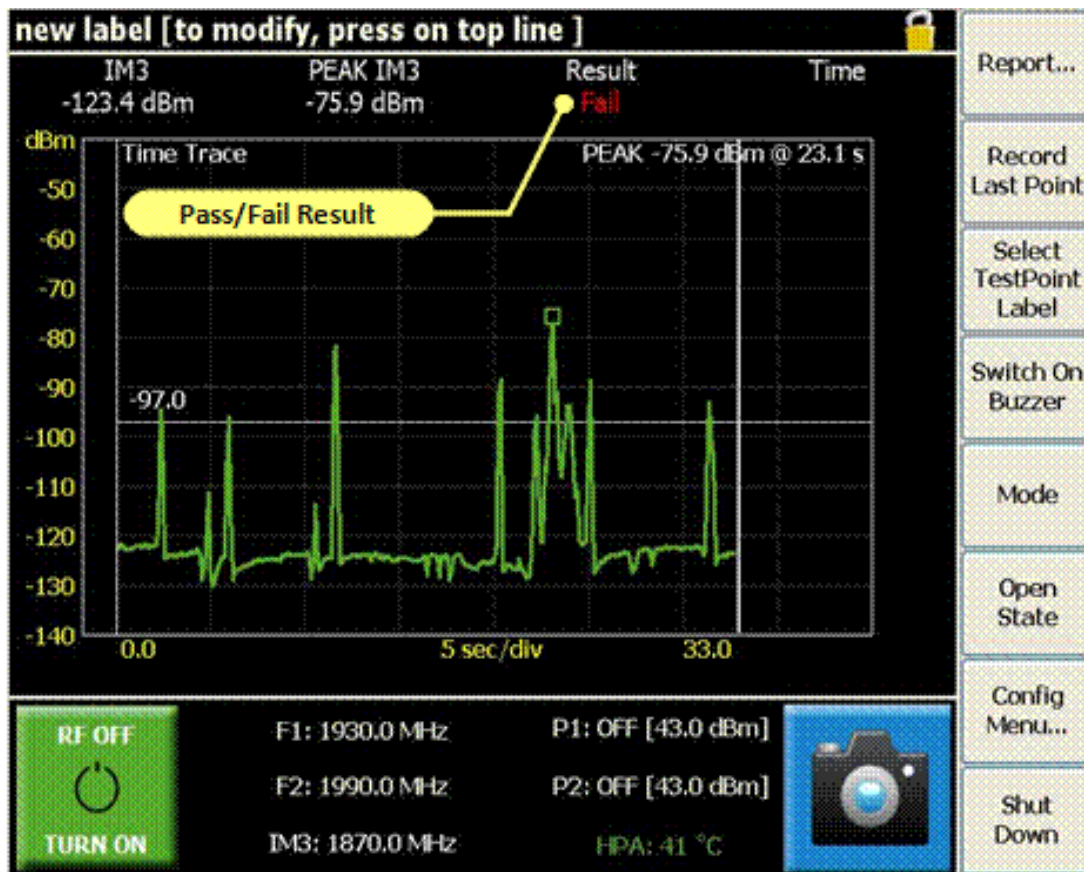 new label [to modify, press on top line ]
IM3 PEAK IM3 Result Time
-123.4 dBm -75.9 dBm Fail
dBm
Time Trace PEAK -75.9 dBm @ 23.1 s
-50
Pass/Fail Result
-60
-70
-80
-90
-97.0
-100
-110
-120
-130
-140
0.0 5 sec/div 33.0
RF OFF
TURN ON
F1: 1930.0 MHz P1: OFF [43.0 dBm]
F2: 1990.0 MHz P2: OFF [43.0 dBm]
IM3: 1870.0 MHz HPA: 41 °C
Report...
Record
Last Point
Select
TestPoint
Label
Switch On
Buzzer
Mode
Open
State
Config
Menu...
Shut
Down